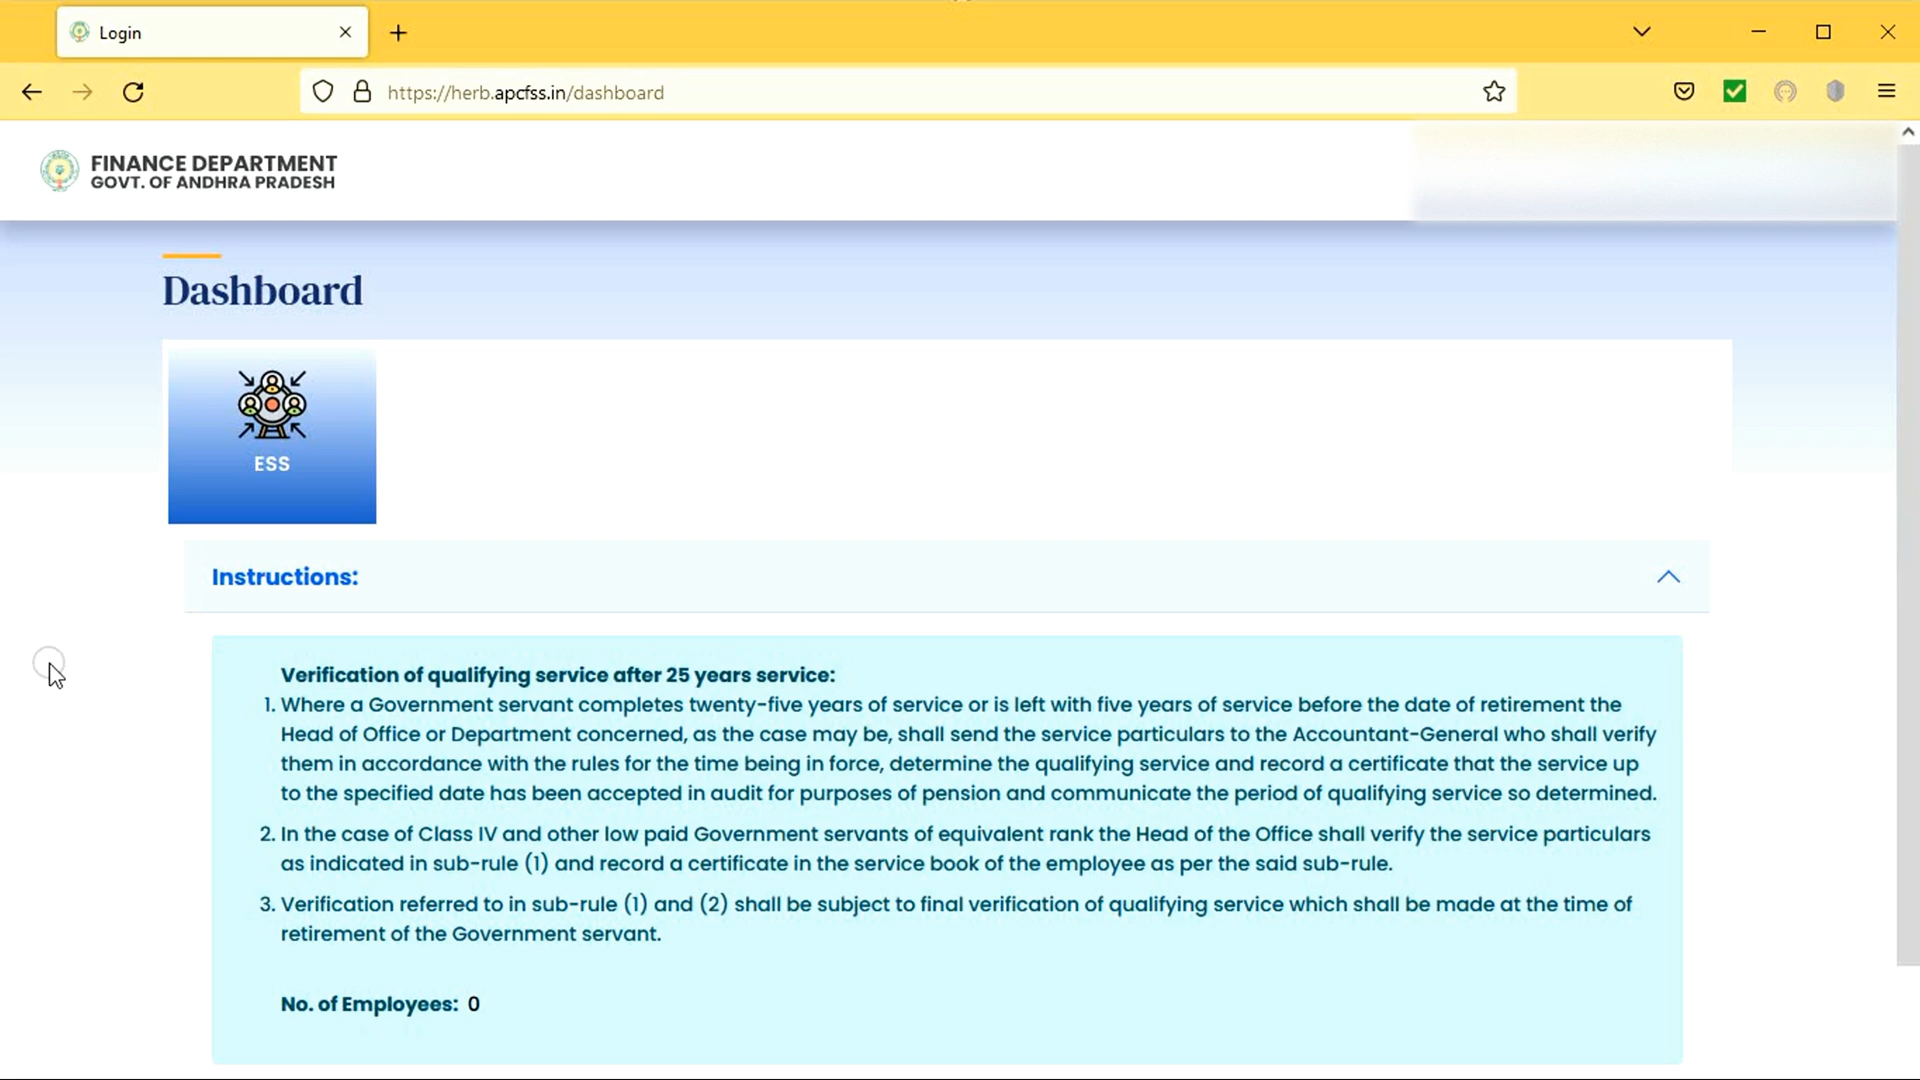 Login
https://herb.apcfss.in/dashboard
FINANCE DEPARTMENT
GOVT. OF ANDHRA PRADESH
Dashboard
ESS
Instructions:
Verification of qualifying service after 25 years service:
1. Where a Government servant completes twenty-five years of service or is left with five years of service before the date of retirement the
Head of Office or Department concerned, as the case may be, shall send the service particulars to the Accountant-General who shall verify
them in accordance with the rules for the time being in force, determine the qualifying service and record a certificate that the service up
to the specified date has been accepted in audit for purposes of pension and communicate the period of qualifying service so determined.
2. In the case of Class IV and other low paid Government servants of equivalent rank the Head of the Office shall verify the service particulars
as indicated in sub-rule (1) and record a certificate in the service book of the employee as per the said sub-rule.
3. Verification referred to in sub-rule (1) and (2) shall be subject to final verification of qualifying service which shall be made at the time of
retirement of the Government servant.
No. of Employees: 0